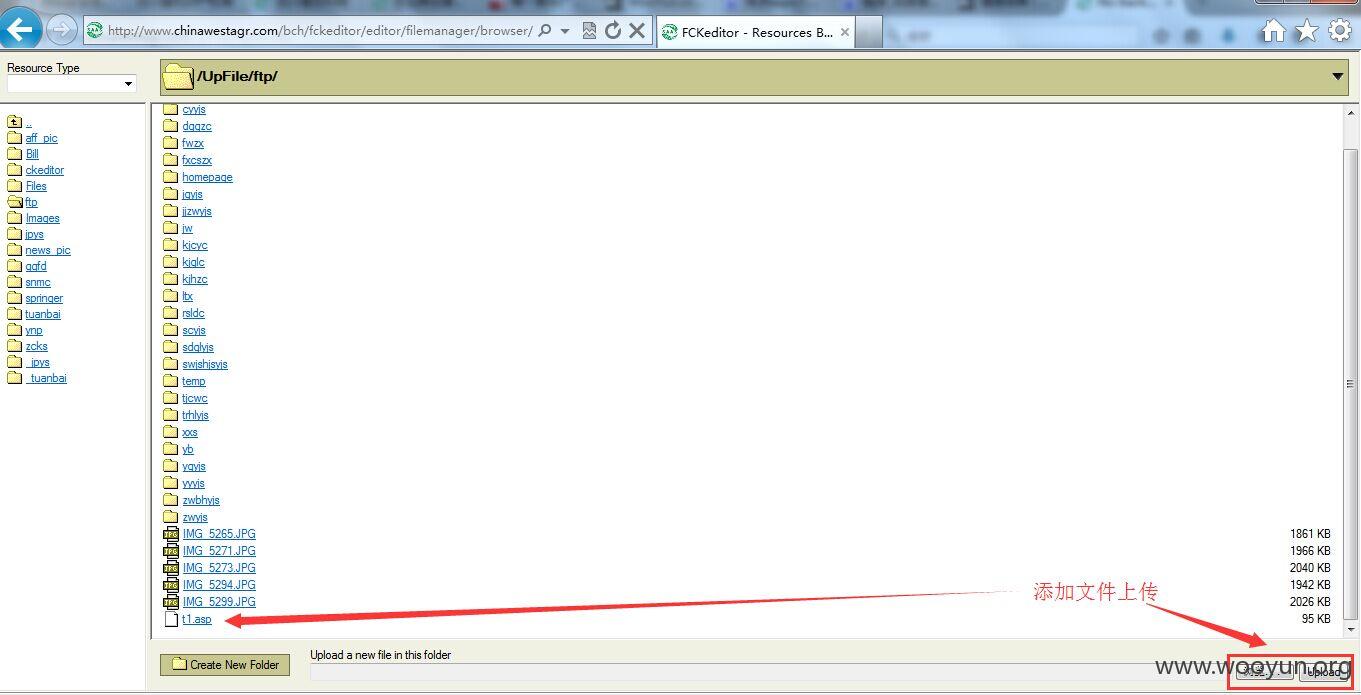 http://www.chinawestagr.com/bch/fckeditor/editor/filemanager/browser/
FCKeditor - Resources B...
Resource Type
/UpFile/ftp/
..
aff_pic
Bill
ckeditor
Files
ftp
Images
jpys
news_pic
qqfd
snmc
springer
tuanbai
ynp
zcks
_jpys
_tuanbai
cyyjs
dqqzc
fwzx
fxcszx
homepage
jqyjs
jjzwyjs
jw
kjcyc
kjqlc
kjhzc
ltx
rsldc
scyjs
sdqlyjs
swjshjsyjs
temp
tjcwc
trhlyjs
xxs
yb
yqyjs
yyyjs
zwbhyjs
zwyjs
IMG_5265.JPG 1861 KB
IMG_5271.JPG 1966 KB
IMG_5273.JPG 2040 KB
IMG_5294.JPG 1942 KB
IMG_5299.JPG 2026 KB
t1.asp 95 KB
添加文件上传
Create New Folder
Upload a new file in this folder
Upload
www.wooyun.org